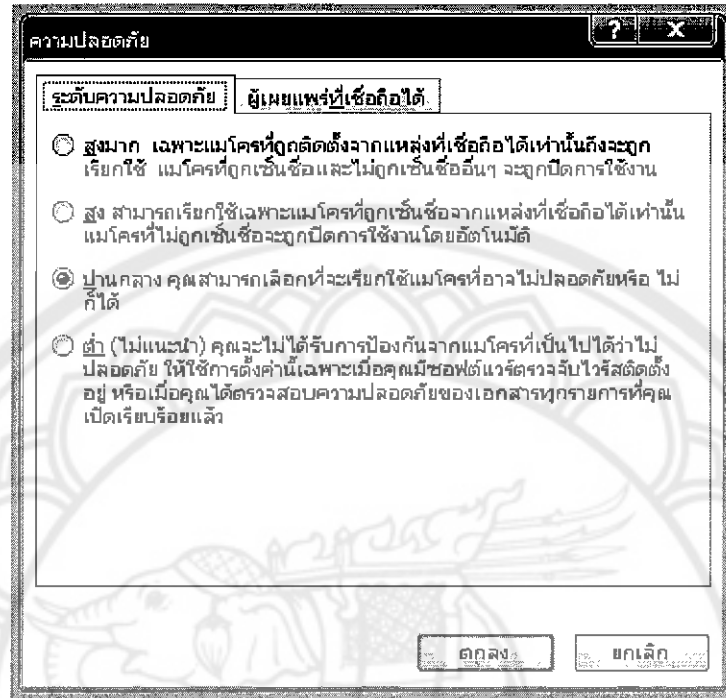 ความปลอดภัย
ระดับความปลอดภัย ผู้เผยแพร่ที่เชื่อถือได้
สูงมาก เฉพาะแมโครที่ถูกติดตั้งจากแหล่งที่เชื่อถือได้เท่านั้นถึงจะถูก
เรียกใช้ แมโครที่ถูกเซ็นชื่อและไม่ถูกเซ็นชื่ออื่นๆ จะถูกปิดการใช้งาน
สูง สามารถเรียกใช้เฉพาะแมโครที่ถูกเซ็นชื่อจากแหล่งที่เชื่อถือได้เท่านั้น
แมโครที่ไม่ถูกเซ็นชื่อจะถูกปิดการใช้งานโดยอัตโนมัติ
ปานกลาง คุณสามารถเลือกที่จะเรียกใช้แมโครที่อาจไม่ปลอดภัยหรือ ไม่
ก็ได้
ต่ำ (ไม่แนะนำ) คุณจะไม่ได้รับการป้องกันจากแมโครที่เป็นไปได้ว่าไม่
ปลอดภัย ให้ใช้การตั้งค่านี้เฉพาะเมื่อคุณมีซอฟต์แวร์ตรวจจับไวรัสติดตั้ง
อยู่ หรือเมื่อคุณได้ตรวจสอบความปลอดภัยของเอกสารทุกรายการที่คุณ
เปิดเรียบร้อยแล้ว
ตกลง ยกเลิก